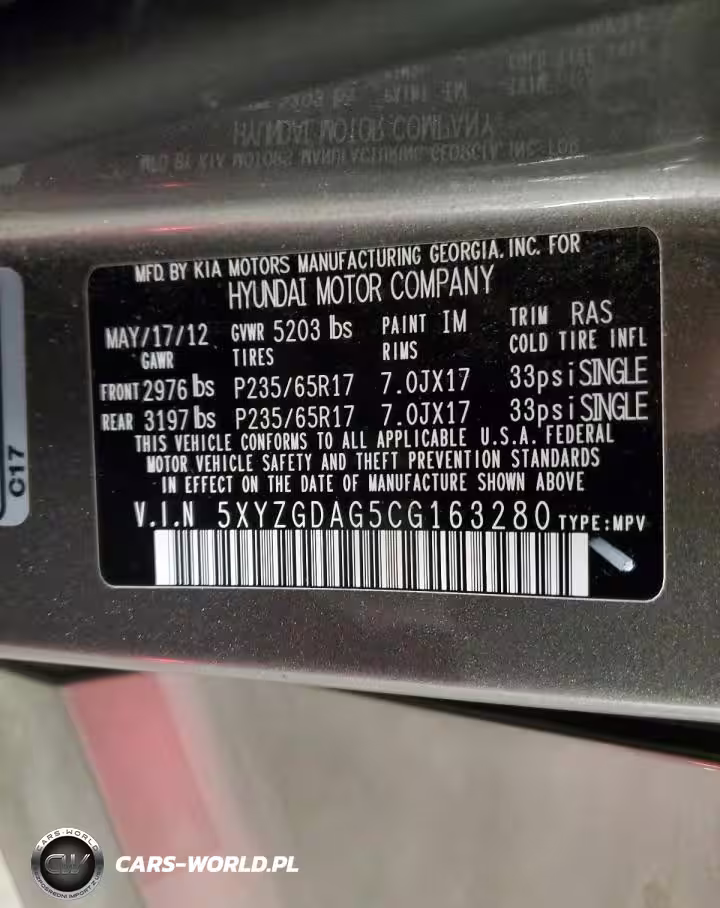 MFD. BY KIA MOTORS MANUFACTURING GEORGIA. INC. FOR
HYUNDAI MOTOR COMPANY
MAY/17/12 GVWR 5203 lbs PAINT IM TRIM RAS
GAWR TIRES RIMS COLD TIRE INFL
FRONT 2976 lbs P235/65R17 7.0JX17 33psi SINGLE
REAR 3197 lbs P235/65R17 7.0JX17 33psi SINGLE
THIS VEHICLE CONFORMS TO ALL APPLICABLE U.S.A. FEDERAL
MOTOR VEHICLE SAFETY AND THEFT PREVENTION STANDARDS
IN EFFECT ON THE DATE OF MANUFACTURE SHOWN ABOVE
V.I.N 5XYZGDAG5CG163280 TYPE:MPV
C17
CARS-WORLD
CW
CARS-WORLD.PL